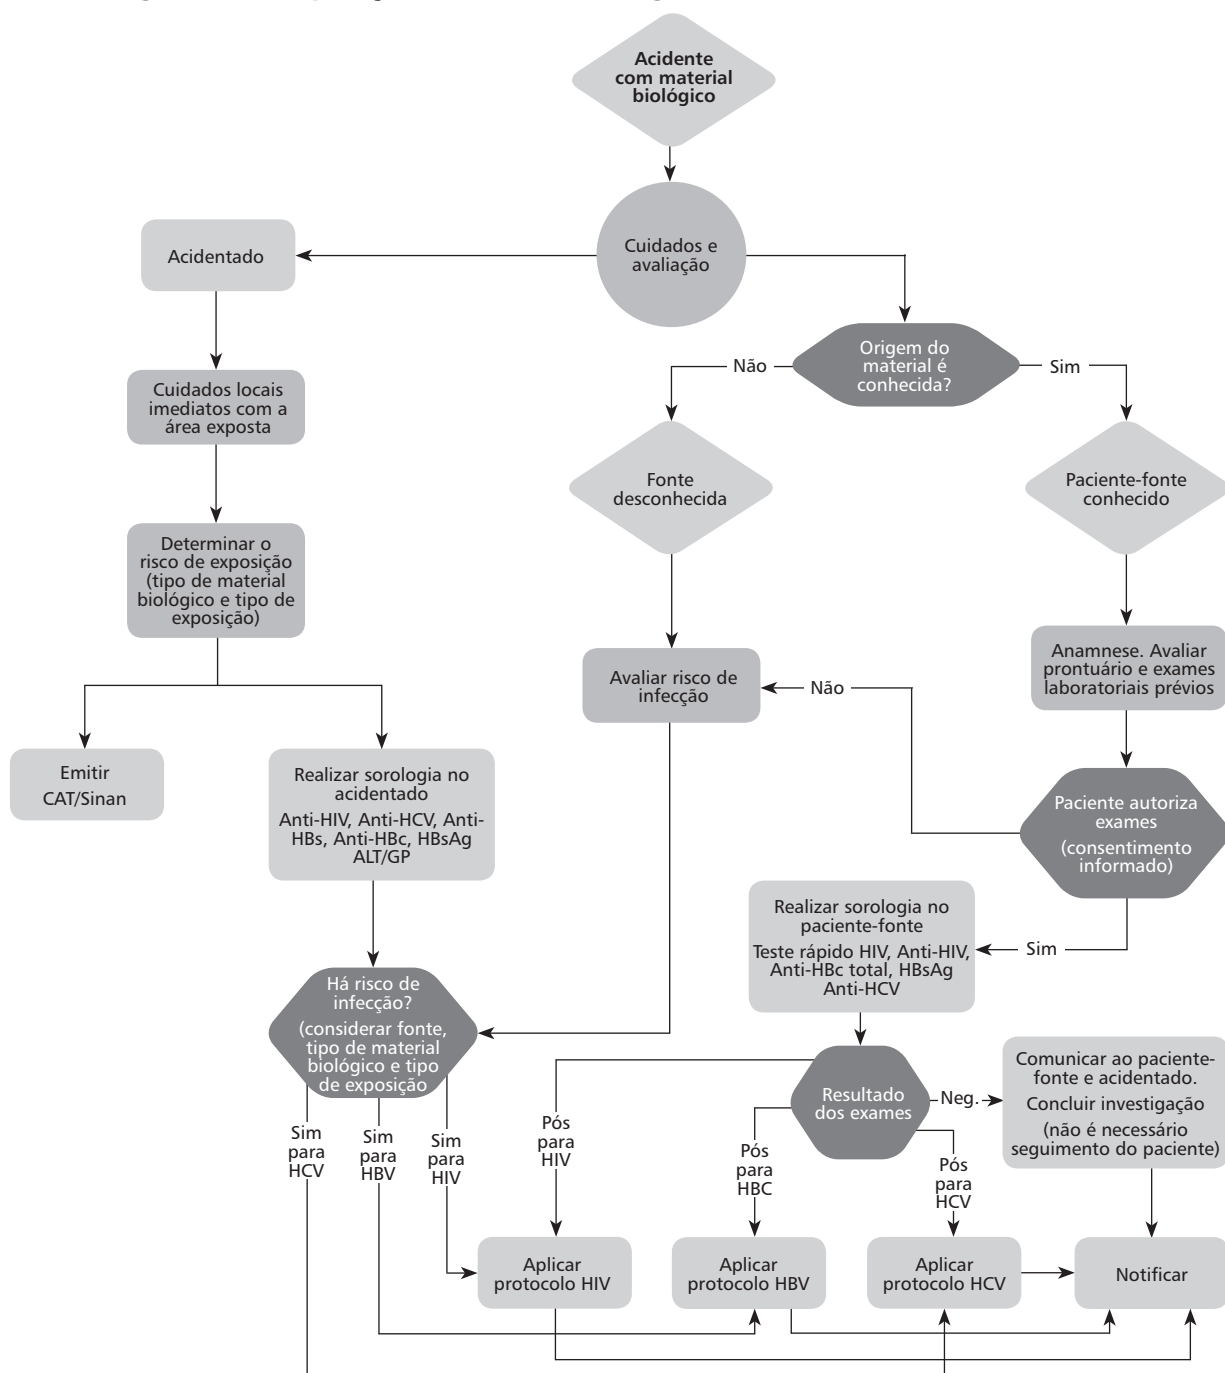 Acidente
com material
biológico
Cuidados e
avaliação
Acidentado
Origem do
material é
conhecida?
Não
Sim
Cuidados locais
imediatos com a
área exposta
Fonte
desconhecida
Paciente-fonte
conhecido
Determinar o
risco de exposição
(tipo de material
biológico e tipo de
exposição)
Avaliar risco de
infecção
Não
Anamnese. Avaliar
prontuário e exames
laboratoriais prévios
Emitir
CAT/Sinan
Realizar sorologia no
acidentado
Anti-HIV, Anti-HCV, Anti-
HBs, Anti-HBc, HBsAg
ALT/GP
Paciente autoriza
exames
(consentimento
informado)
Realizar sorologia no
paciente-fonte
Teste rápido HIV, Anti-HIV,
Anti-HBc total, HBsAg
Anti-HCV
Sim
Há risco de
infecção?
(considerar fonte,
tipo de material
biológico e tipo
de exposição
Resultado
dos exames
Neg.
Comunicar ao paciente-
fonte e acidentado.
Concluir investigação
(não é necessário
seguimento do paciente)
Sim
para
HCV
Sim
para
HBV
Sim
para
HIV
Pós
para
HIV
Pós
para
HBC
Pós
para
HCV
Aplicar
protocolo HIV
Aplicar
protocolo HBV
Aplicar
protocolo HCV
Notificar